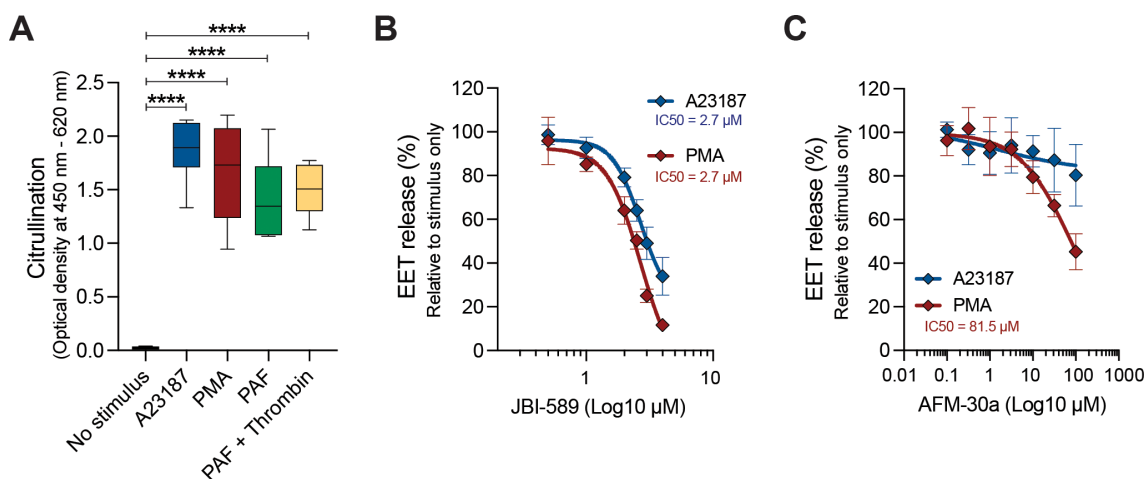 A
****
****
****
****
Citrullination
(Optical density at 450 nm - 620 nm)
2.5
2.0
1.5
1.0
0.5
0.0
No stimulus
A23187
PMA
PAF
PAF + Thrombin
B
EET release (%)
Relative to stimulus only
120
100
80
60
40
20
0
A23187
IC50 = 2.7 µM
PMA
IC50 = 2.7 µM
1
10
JBI-589 (Log10 µM)
C
EET release (%)
Relative to stimulus only
120
100
80
60
40
20
0
A23187
PMA
IC50 = 81.5 µM
0.01
0.1
1
10
100
1000
AFM-30a (Log10 µM)